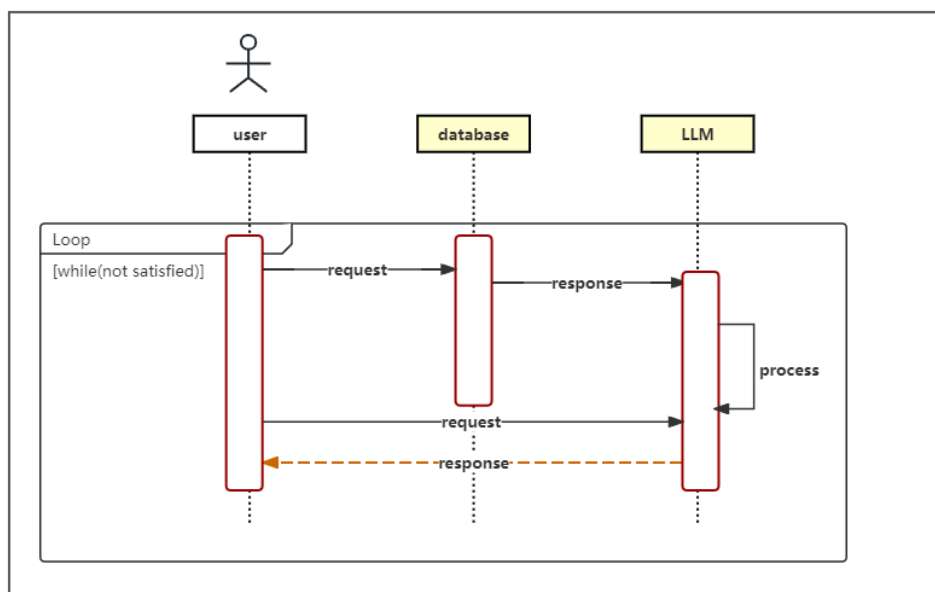 user
database
LLM
Loop
[while(not satisfied)]
request
response
process
request
response